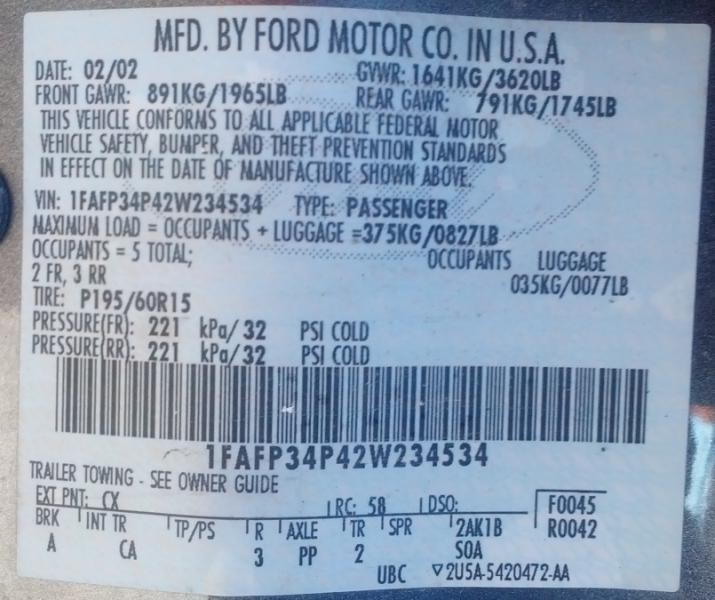 MFD. BY FORD MOTOR CO. IN U.S.A.
DATE: 02/02 GVWR: 1641KG/3620LB
FRONT GAWR: 891KG/1965LB REAR GAWR: 791KG/1745LB
THIS VEHICLE CONFORMS TO ALL APPLICABLE FEDERAL MOTOR
VEHICLE SAFETY, BUMPER, AND THEFT PREVENTION STANDARDS
IN EFFECT ON THE DATE OF MANUFACTURE SHOWN ABOVE.
VIN: 1FAFP34P42W234534 TYPE: PASSENGER
MAXIMUM LOAD = OCCUPANTS + LUGGAGE =375KG/0827LB
OCCUPANTS = 5 TOTAL; OCCUPANTS LUGGAGE
2 FR, 3 RR 035KG/0077LB
TIRE: P195/60R15
PRESSURE(FR): 221 kPa/32 PSI COLD
PRESSURE(RR): 221 kPa/32 PSI COLD
1FAFP34P42W234534
TRAILER TOWING - SEE OWNER GUIDE
EXT PNT: CX RC: 58 DSO: F0045
BRK INT TR TP/PS R AXLE TR SPR 2AK1B R0042
A CA 3 PP 2 SOA
UBC ▽2U5A-5420472-AA